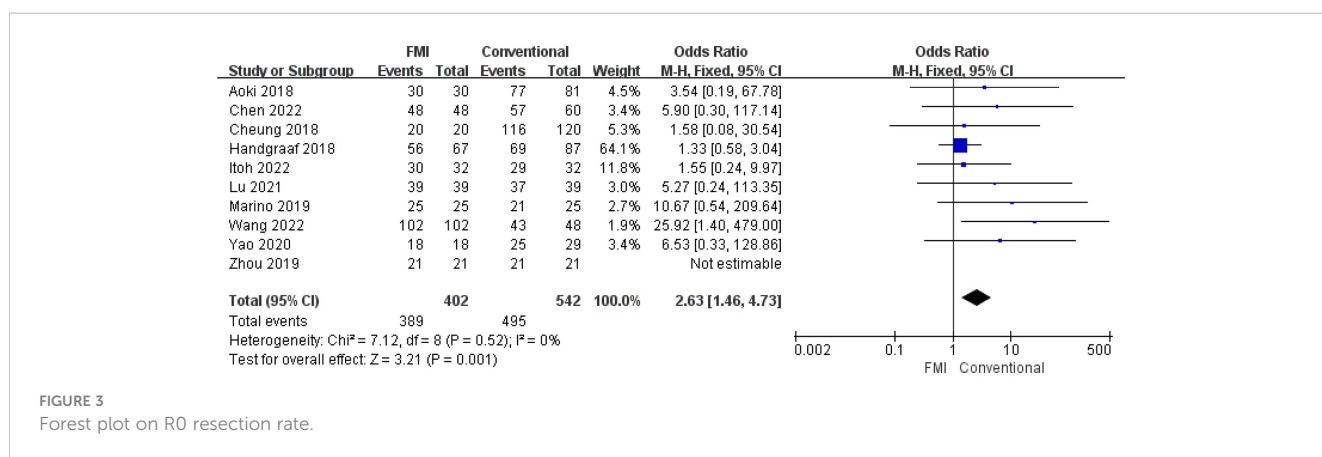 FMI Conventional Odds Ratio Odds Ratio
Study or Subgroup Events Total Events Total Weight M-H, Fixed, 95% CI M-H, Fixed, 95% CI
Aoki 2018 30 30 77 81 4.5% 3.54 [0.19, 67.78]
Chen 2022 48 48 57 60 3.4% 5.90 [0.30, 117.14]
Cheung 2018 20 20 116 120 5.3% 1.58 [0.08, 30.54]
Handgraaf 2018 56 67 69 87 64.1% 1.33 [0.58, 3.04]
Itoh 2022 30 32 29 32 11.8% 1.55 [0.24, 9.97]
Lu 2021 39 39 37 39 3.0% 5.27 [0.24, 113.35]
Marino 2019 25 25 21 25 2.7% 10.67 [0.54, 209.64]
Wang 2022 102 102 43 48 1.9% 25.92 [1.40, 479.00]
Yao 2020 18 18 25 29 3.4% 6.53 [0.33, 128.86]
Zhou 2019 21 21 21 21 Not estimable
Total (95% CI) 402 542 100.0% 2.63 [1.46, 4.73]
Total events 389 495
Heterogeneity: Chi² = 7.12, df = 8 (P = 0.52); I² = 0%
Test for overall effect: Z = 3.21 (P = 0.001)
0.002 0.1 1 10 500
FMI Conventional
FIGURE 3
Forest plot on R0 resection rate.